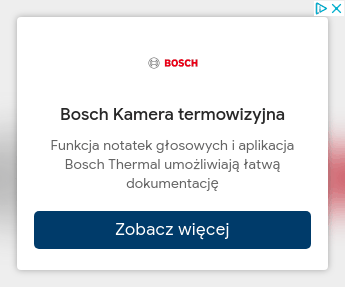 BOSCH
Bosch Kamera termowizyjna
Funkcja notatek głosowych i aplikacja
Bosch Thermal umożliwiają łatwą
dokumentację
Zobacz więcej